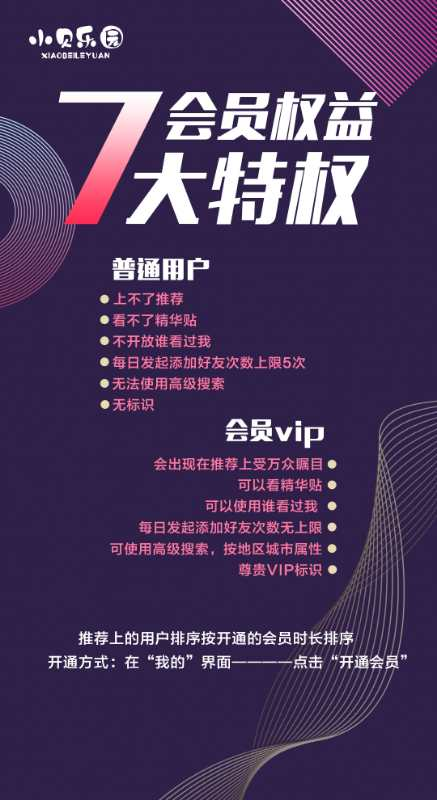 小贝乐园
XIAOBEILEYUAN
7会员权益
大特权
普通用户
上不了推荐
看不了精华贴
不开放谁看过我
每日发起添加好友次数上限5次
无法使用高级搜索
无标识
会员vip
会出现在推荐上受万众瞩目
可以看精华贴
可以使用谁看过我
每日发起添加好友次数无上限
可使用高级搜索，按地区城市属性
尊贵VIP标识
推荐上的用户排序按开通的会员时长排序
开通方式：在“我的”界面————点击“开通会员”